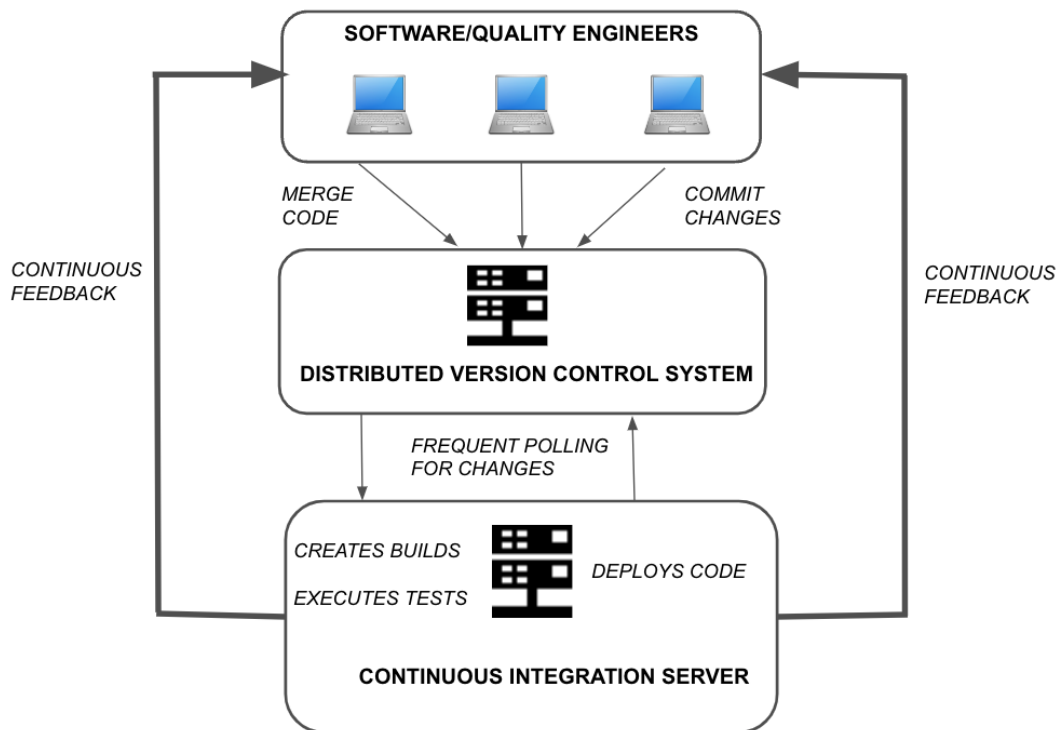 SOFTWARE/QUALITY ENGINEERS
MERGE
CODE
COMMIT
CHANGES
CONTINUOUS
FEEDBACK
CONTINUOUS
FEEDBACK
DISTRIBUTED VERSION CONTROL SYSTEM
FREQUENT POLLING
FOR CHANGES
CREATES BUILDS
DEPLOYS CODE
EXECUTES TESTS
CONTINUOUS INTEGRATION SERVER